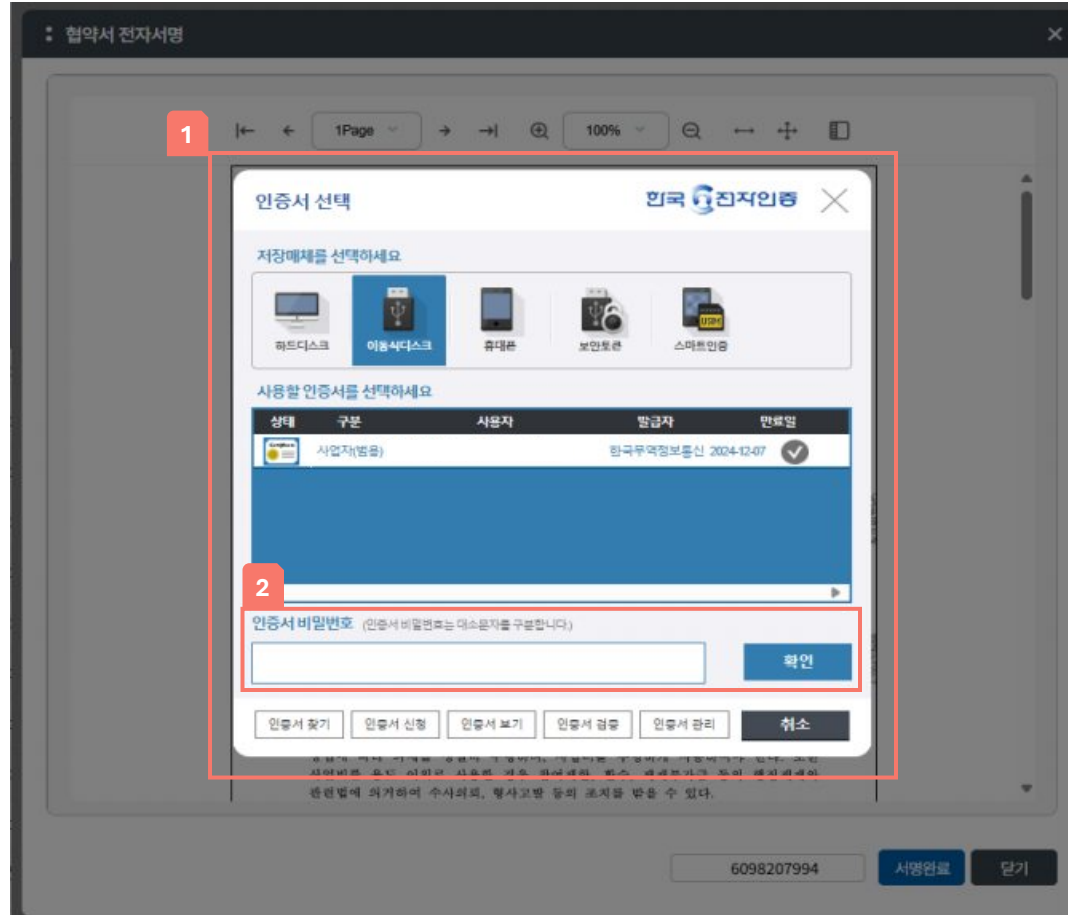 협약서 전자서명
1
1Page
100%
인증서 선택
한국전자인증
저장매체를 선택하세요
하드디스크 이동식디스크 휴대폰 보안토큰 스마트인증
USIM
사용할 인증서를 선택하세요
상태 구분 사용자 발급자 만료일
사업자(범용) 한국무역정보통신 2024-12-07
2
인증서 비밀번호 (인증서 비밀번호는 대소문자를 구분합니다.)
확인
인증서 찾기 인증서 신청 인증서 보기 인증서 검증 인증서 관리 취소
관련법에 의거하여 수사의뢰, 형사고발 등의 조치를 받을 수 있다.
6098207994 서명완료 닫기